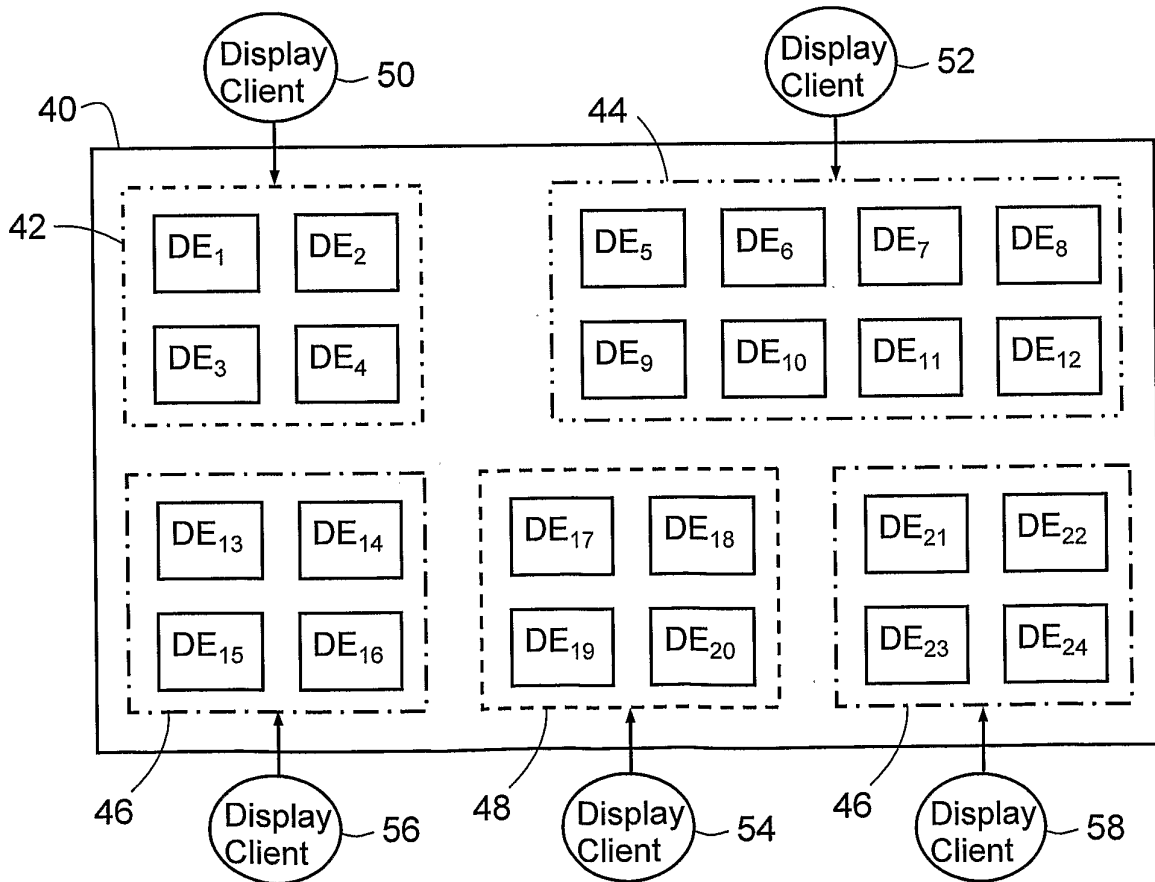 Display
Client
50
Display
Client
52
40
44
42
DE1 DE2
DE5 DE6 DE7 DE8
DE3 DE4
DE9 DE10 DE11 DE12
DE13 DE14
DE17 DE18
DE21 DE22
DE15 DE16
DE19 DE20
DE23 DE24
46
Display
Client
56
48
Display
Client
54
46
Display
Client
58